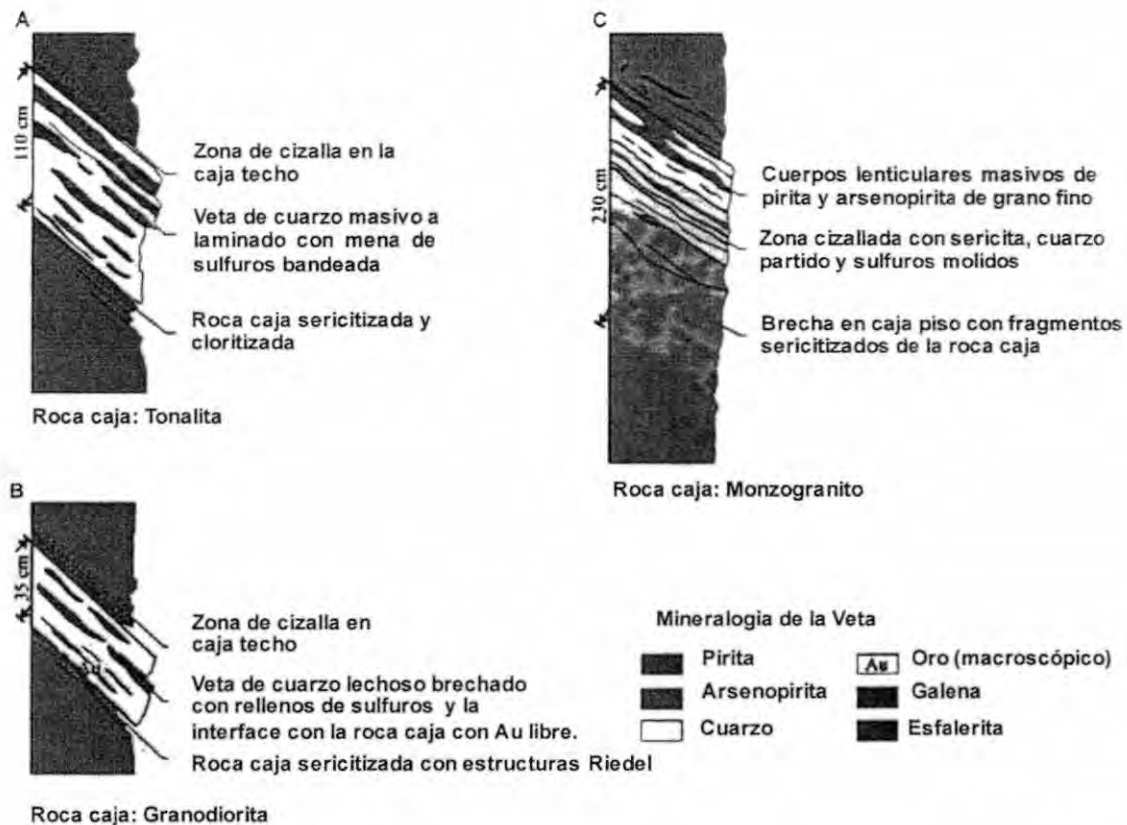 A
110 cm
Zona de cizalla en la
caja techo
Veta de cuarzo masivo a
laminado con mena de
sulfuros bandeada
Roca caja sericitizada y
cloritizada
Roca caja: Tonalita
B
35 cm
Au
Zona de cizalla en
caja techo
Veta de cuarzo lechoso brechado
con rellenos de sulfuros y la
interface con la roca caja con Au libre.
Roca caja sericitizada con estructuras Riedel
Roca caja: Granodiorita
C
230 cm
Cuerpos lenticulares masivos de
pirita y arsenopirita de grano fino
Zona cizallada con sericita, cuarzo
partido y sulfuros molidos
Brecha en caja piso con fragmentos
sericitizados de la roca caja
Roca caja: Monzogranito
Mineralogia de la Veta
Pirita
Arsenopirita
Cuarzo
Au Oro (macroscópico)
Galena
Esfalerita